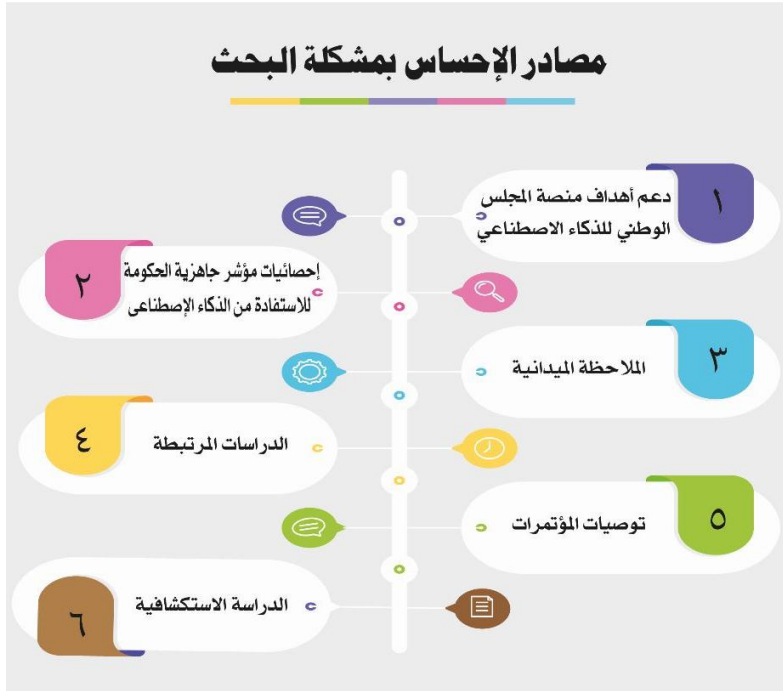 مصادر الإحساس بمشكلة البحث
١
دعم أهداف منصة المجلس
الوطني للذكاء الاصطناعي
٢
إحصائيات مؤشر جاهزية الحكومة
للاستفادة من الذكاء الإصطناعى
٣
الملاحظة الميدانية
٤
الدراسات المرتبطة
٥
توصيات المؤتمرات
٦
الدراسة الاستكشافية